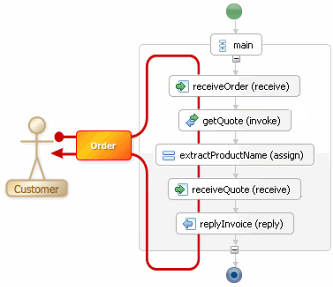 main
receiveOrder (receive)
getQuote (invoke)
Order
extractProductName (assign)
Customer
receiveQuote (receive)
replyInvoice (reply)